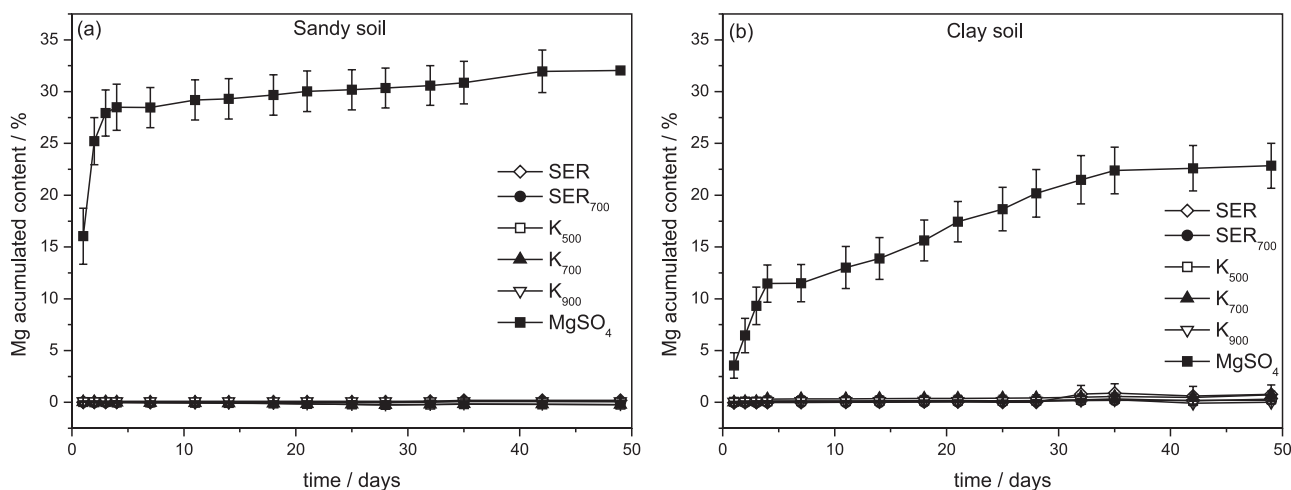 (a)
Sandy soil
Mg acumulated content / %
35
30
25
20
15
10
5
0
SER
SER700
K500
K700
K900
MgSO4
0 10 20 30 40 50
time / days
(b)
Clay soil
Mg acumulated content / %
35
30
25
20
15
10
5
0
SER
SER700
K500
K700
K900
MgSO4
0 10 20 30 40 50
time / days